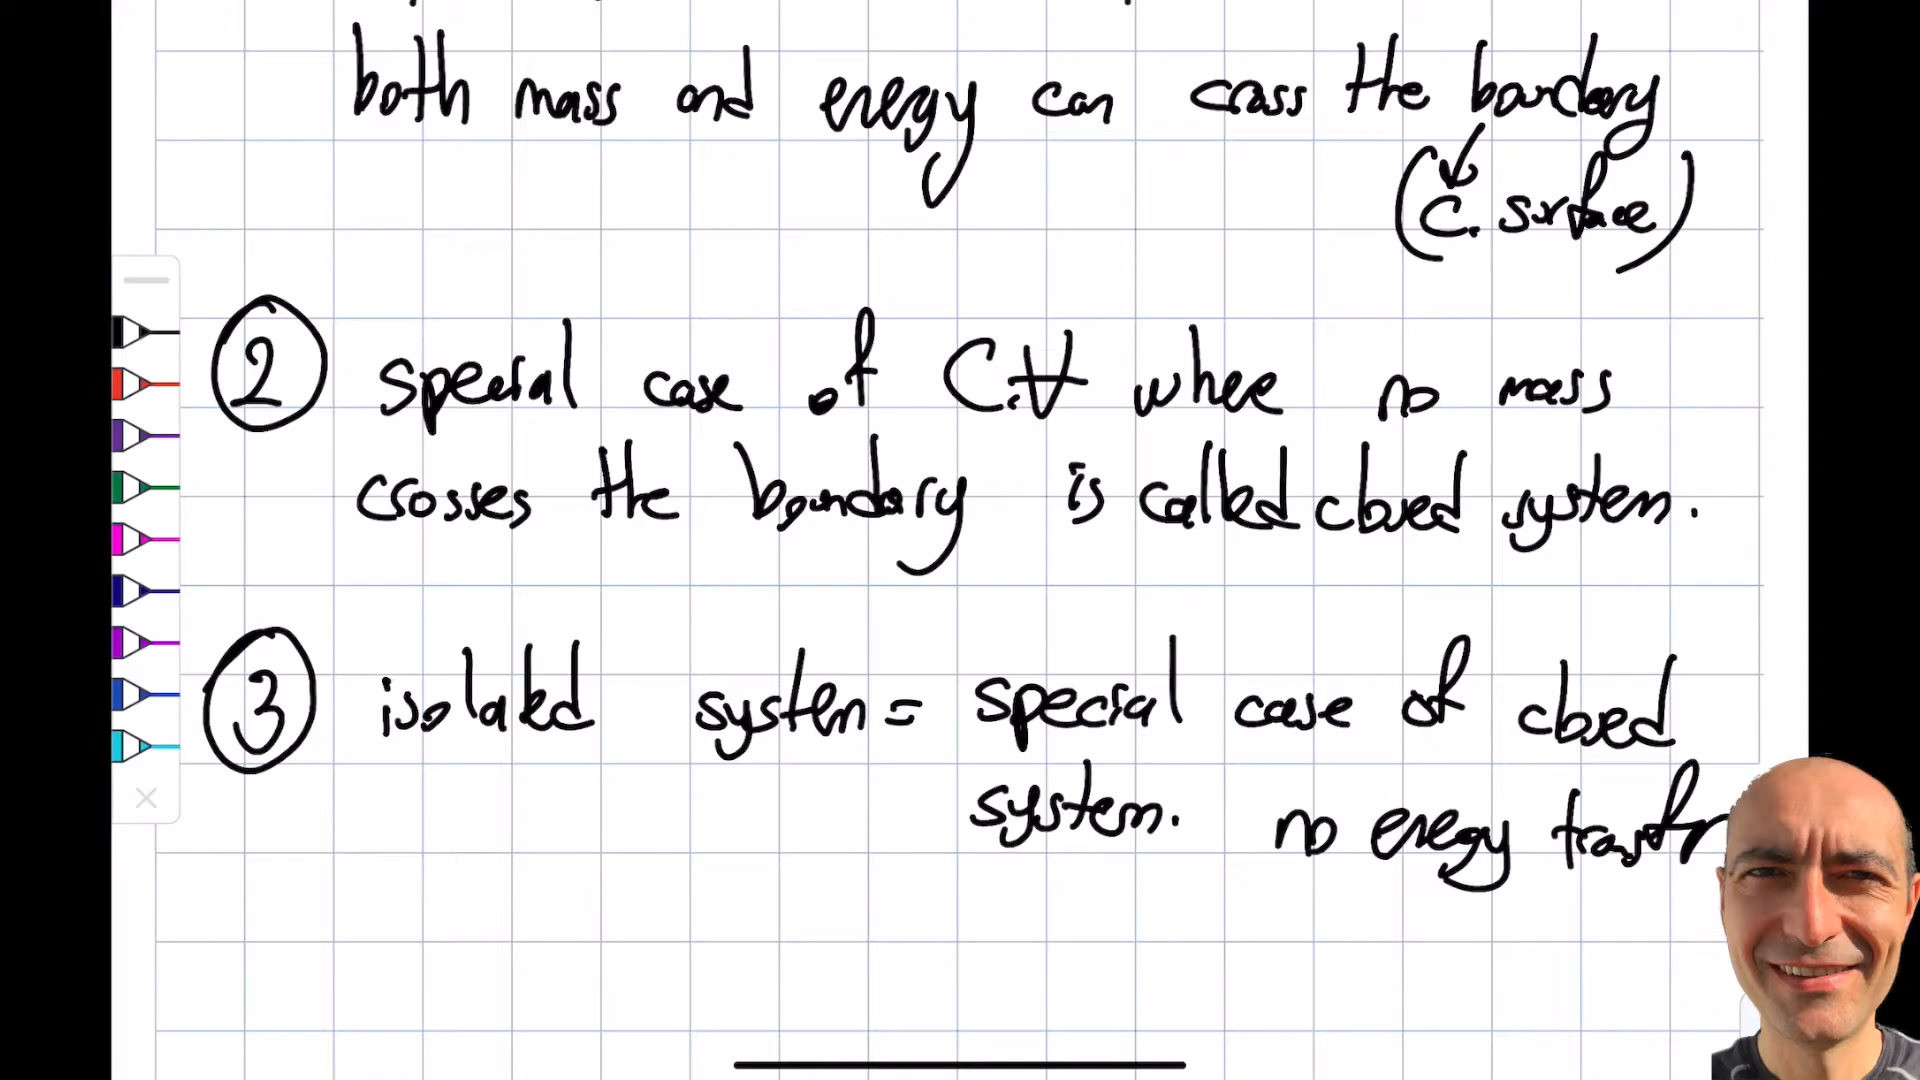 both mass and energy can cross the boundary
(C. surface)
2 special case of C.V where no mass
crosses the boundary is called closed system.
3 isolated system = special case of closed
system. no energy transfr